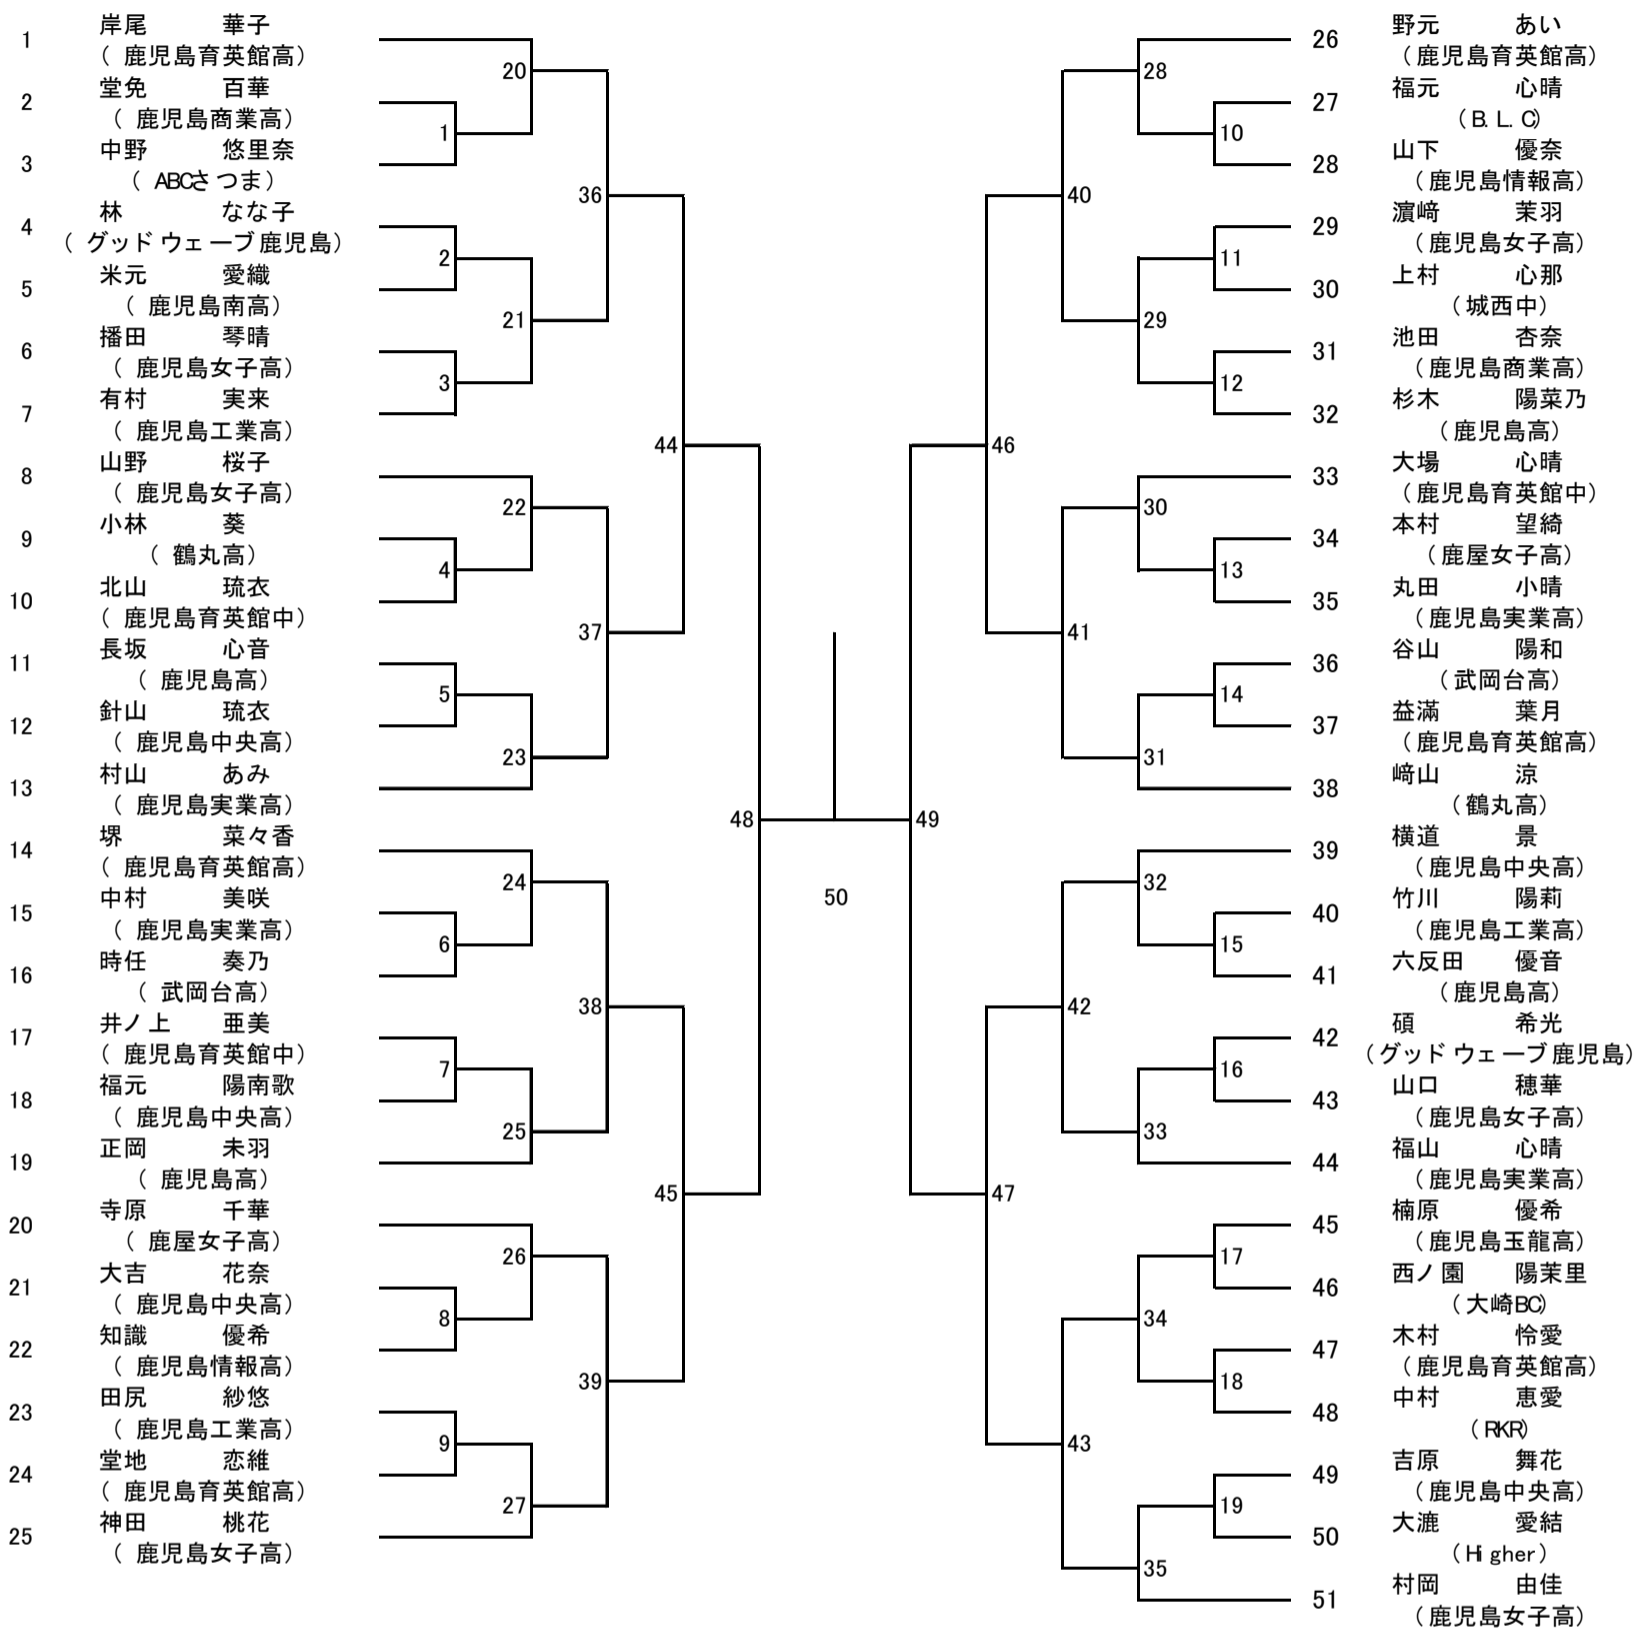 1 岸尾 華子
(鹿児島育英館高)
2 堂免 百華
(鹿児島商業高)
3 中野 悠里奈
(ABCさつま)
4 林 なな子
(グッドウェーブ鹿児島)
5 米元 愛織
(鹿児島南高)
6 播田 琴晴
(鹿児島女子高)
7 有村 実来
(鹿児島工業高)
8 山野 桜子
(鹿児島女子高)
9 小林 葵
(鶴丸高)
10 北山 琉衣
(鹿児島育英館中)
11 長坂 心音
(鹿児島高)
12 針山 琉衣
(鹿児島中央高)
13 村山 あみ
(鹿児島実業高)
14 堺 菜々香
(鹿児島育英館高)
15 中村 美咲
(鹿児島実業高)
16 時任 奏乃
(武岡台高)
17 井ノ上 亜美
(鹿児島育英館中)
18 福元 陽南歌
(鹿児島中央高)
19 正岡 未羽
(鹿児島高)
20 寺原 千華
(鹿屋女子高)
21 大吉 花奈
(鹿児島中央高)
22 知識 優希
(鹿児島情報高)
23 田尻 紗悠
(鹿児島工業高)
24 堂地 恋維
(鹿児島育英館高)
25 神田 桃花
(鹿児島女子高)
1
2
3
4
5
6
7
8
9
20
21
22
23
24
25
26
27
36
37
38
39
44
45
48
50
49
46
47
40
41
42
43
28
29
30
31
32
33
34
35
10
11
12
13
14
15
16
17
18
19
26 野元 あい
(鹿児島育英館高)
27 福元 心晴
(B.L.C)
28 山下 優奈
(鹿児島情報高)
29 濵﨑 茉羽
(鹿児島女子高)
30 上村 心那
(城西中)
31 池田 杏奈
(鹿児島商業高)
32 杉木 陽菜乃
(鹿児島高)
33 大場 心晴
(鹿児島育英館中)
34 本村 望綺
(鹿屋女子高)
35 丸田 小晴
(鹿児島実業高)
36 谷山 陽和
(武岡台高)
37 益滿 葉月
(鹿児島育英館高)
38 﨑山 涼
(鶴丸高)
39 横道 景
(鹿児島中央高)
40 竹川 陽莉
(鹿児島工業高)
41 六反田 優音
(鹿児島高)
42 碩 希光
(グッドウェーブ鹿児島)
43 山口 穂華
(鹿児島女子高)
44 福山 心晴
(鹿児島実業高)
45 楠原 優希
(鹿児島玉龍高)
46 西ノ園 陽茉里
(大崎BC)
47 木村 怜愛
(鹿児島育英館高)
48 中村 恵愛
(RKR)
49 吉原 舞花
(鹿児島中央高)
50 大漉 愛結
(Higher)
51 村岡 由佳
(鹿児島女子高)